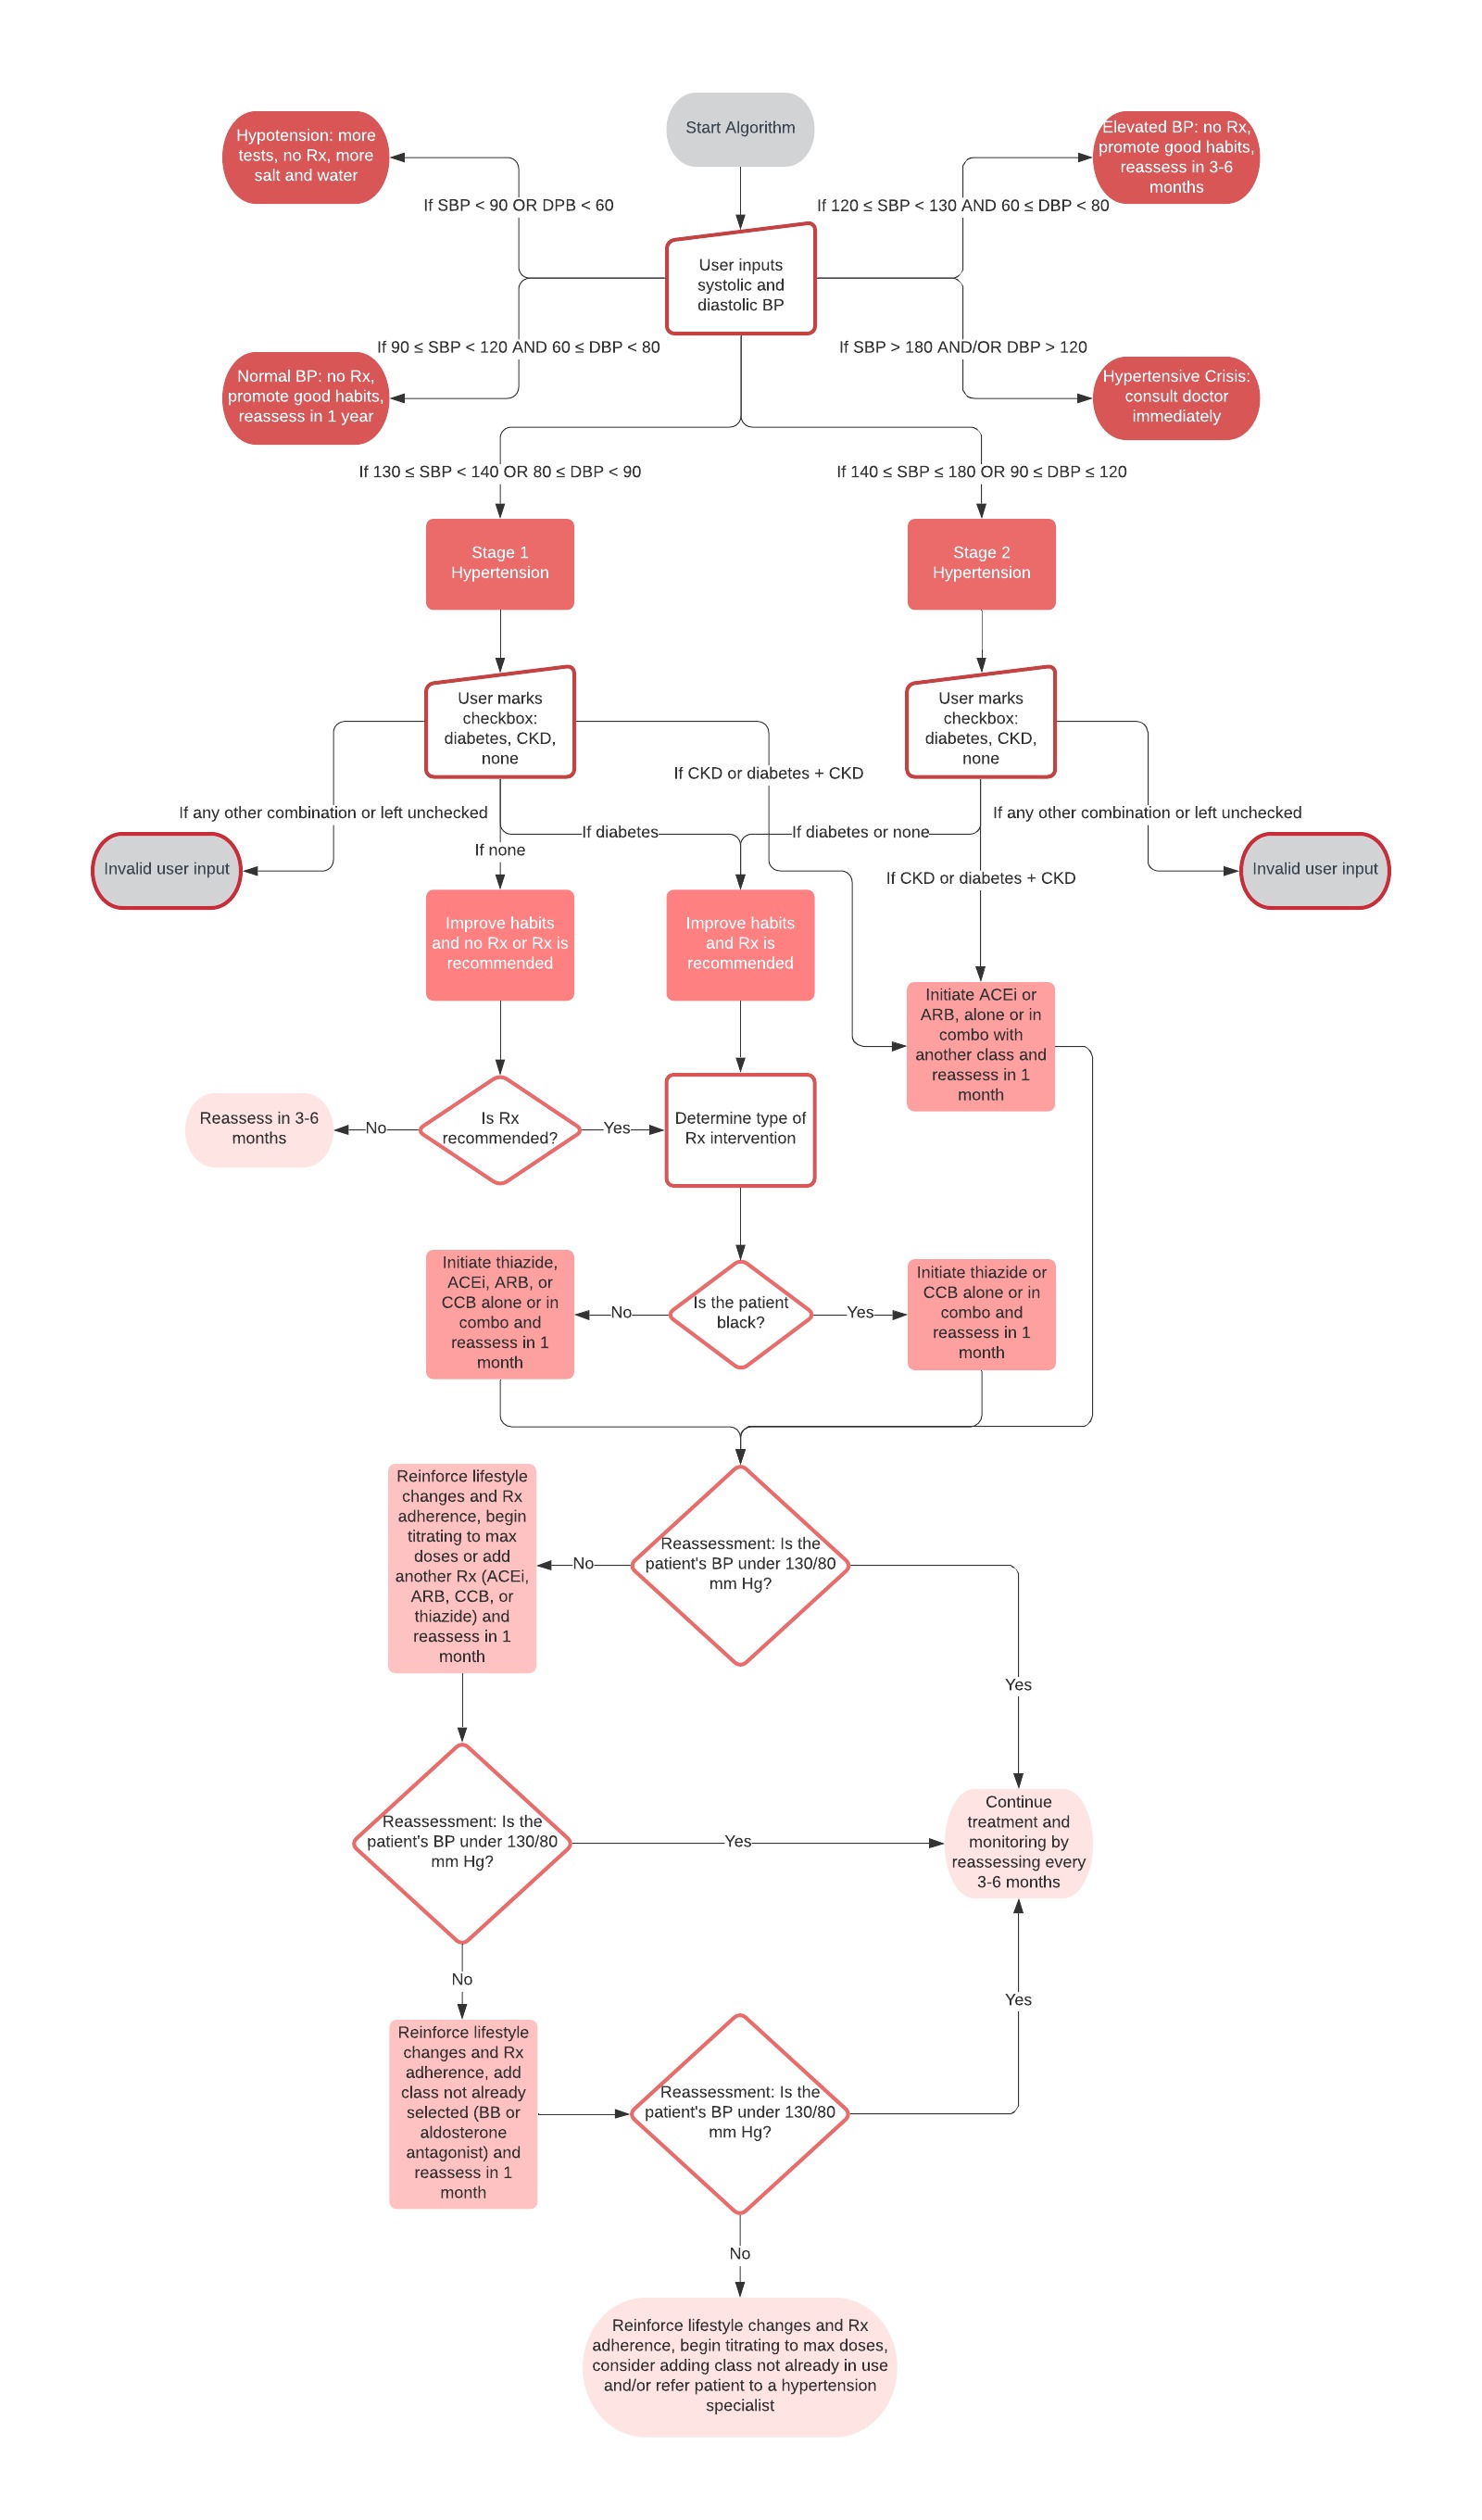 Start Algorithm
Hypotension: more
tests, no Rx, more
salt and water
Elevated BP: no Rx,
promote good habits,
reassess in 3-6
months
If SBP < 90 OR DPB < 60
If 120 ≤ SBP < 130 AND 60 ≤ DBP < 80
User inputs
systolic and
diastolic BP
If 90 ≤ SBP < 120 AND 60 ≤ DBP < 80
If SBP > 180 AND/OR DBP > 120
Normal BP: no Rx,
promote good habits,
reassess in 1 year
Hypertensive Crisis:
consult doctor
immediately
If 130 ≤ SBP < 140 OR 80 ≤ DBP < 90
If 140 ≤ SBP ≤ 180 OR 90 ≤ DBP ≤ 120
Stage 1
Hypertension
Stage 2
Hypertension
User marks
checkbox:
diabetes, CKD,
none
User marks
checkbox:
diabetes, CKD,
none
If CKD or diabetes + CKD
If any other combination or left unchecked
If diabetes
If diabetes or none
If any other combination or left unchecked
If none
Invalid user input
If CKD or diabetes + CKD
Invalid user input
Improve habits
and no Rx or Rx is
recommended
Improve habits
and Rx is
recommended
Initiate ACEi or
ARB, alone or in
combo with
another class and
reassess in 1
month
Reassess in 3-6
months
No
Is Rx
recommended?
Yes
Determine type of
Rx intervention
Initiate thiazide,
ACEi, ARB, or
CCB alone or in
combo and
reassess in 1
month
No
Is the patient
black?
Yes
Initiate thiazide or
CCB alone or in
combo and
reassess in 1
month
Reinforce lifestyle
changes and Rx
adherence, begin
titrating to max
doses or add
another Rx (ACEi,
ARB, CCB, or
thiazide) and
reassess in 1
month
No
Reassessment: Is the
patient's BP under 130/80
mm Hg?
Yes
Reassessment: Is the
patient's BP under 130/80
mm Hg?
Yes
Continue
treatment and
monitoring by
reassessing every
3-6 months
No
Yes
Reinforce lifestyle
changes and Rx
adherence, add
class not already
selected (BB or
aldosterone
antagonist) and
reassess in 1
month
Reassessment: Is the
patient's BP under 130/80
mm Hg?
No
Reinforce lifestyle changes and Rx
adherence, begin titrating to max doses,
consider adding class not already in use
and/or refer patient to a hypertension
specialist